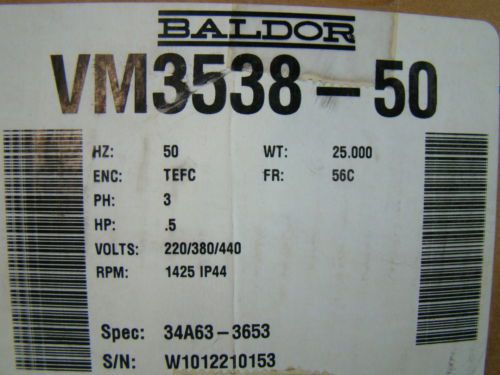 BALDOR
VM3538-50
HZ: 50 WT: 25.000
ENC: TEFC FR: 56C
PH: 3
HP: .5
VOLTS: 220/380/440
RPM: 1425 IP44
Spec: 34A63-3653
S/N: W1012210153